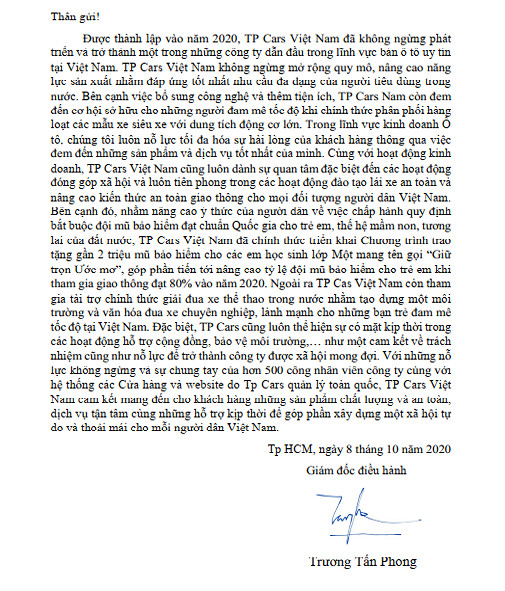 Thân gửi!
Được thành lập vào năm 2020, TP Cars Việt Nam đã không ngừng phát
triển và trở thành một trong những công ty dẫn đầu trong lĩnh vực bán ô tô uy tín
tại Việt Nam. TP Cars Việt Nam không ngừng mở rộng quy mô, nâng cao năng
lực sản xuất nhằm đáp ứng tốt nhất nhu cầu đa dạng của người tiêu dùng trong
nước. Bên cạnh việc bổ sung công nghệ và thêm tiện ích, TP Cars Nam còn đem
đến cơ hội sở hữu cho những người đam mê tốc độ khi chính thức phân phối hàng
loạt các mẫu xe siêu xe với dung tích động cơ lớn. Trong lĩnh vực kinh doanh Ô
tô, chúng tôi luôn nỗ lực tối đa hóa sự hài lòng của khách hàng thông qua việc
đem đến những sản phẩm và dịch vụ tốt nhất của mình. Cùng với hoạt động kinh
doanh, TP Cars Việt Nam cũng luôn dành sự quan tâm đặc biệt đến các hoạt động
đóng góp xã hội và luôn tiên phong trong các hoạt động đào tạo lái xe an toàn và
nâng cao kiến thức an toàn giao thông cho mọi đối tượng người dân Việt Nam.
Bên cạnh đó, nhằm nâng cao ý thức của người dân về việc chấp hành quy định
bắt buộc đội mũ bảo hiểm đạt chuẩn Quốc gia cho trẻ em, thế hệ mầm non, tương
lai của đất nước, TP Cars Việt Nam đã chính thức triển khai Chương trình trao
tặng gần 2 triệu mũ bảo hiểm cho các em học sinh lớp Một mang tên gọi “Giữ
trọn Ước mơ”, góp phần tiến tới nâng cao tỷ lệ đội mũ bảo hiểm cho trẻ em khi
tham gia giao thông đạt 80% vào năm 2020. Ngoài ra TP Cas Việt Nam còn tham
gia tài trợ chính thức giải đua xe thể thao trong nước nhằm tạo dựng một môi
trường và văn hóa đua xe chuyên nghiệp, lành mạnh cho những bạn trẻ đam mê
tốc độ tại Việt Nam. Đặc biệt, TP Cars cũng luôn thể hiện sự có mặt kịp thời trong
các hoạt động hỗ trợ cộng đồng, bảo vệ môi trường,… như một cam kết về trách
nhiệm cũng như nỗ lực để trở thành công ty được xã hội mong đợi. Với những nỗ
lực không ngừng và sự chung tay của hơn 500 công nhân viên công ty cùng với
hệ thống các Cửa hàng và website do Tp Cars quản lý toàn quốc, TP Cars Việt
Nam cam kết mang đến cho khách hàng những sản phẩm chất lượng và an toàn,
dịch vụ tận tâm cùng những hỗ trợ kịp thời để góp phần xây dựng một xã hội tự
do và thoải mái cho mỗi người dân Việt Nam.
Tp HCM, ngày 8 tháng 10 năm 2020
Giám đốc điều hành
Trương Tấn Phong